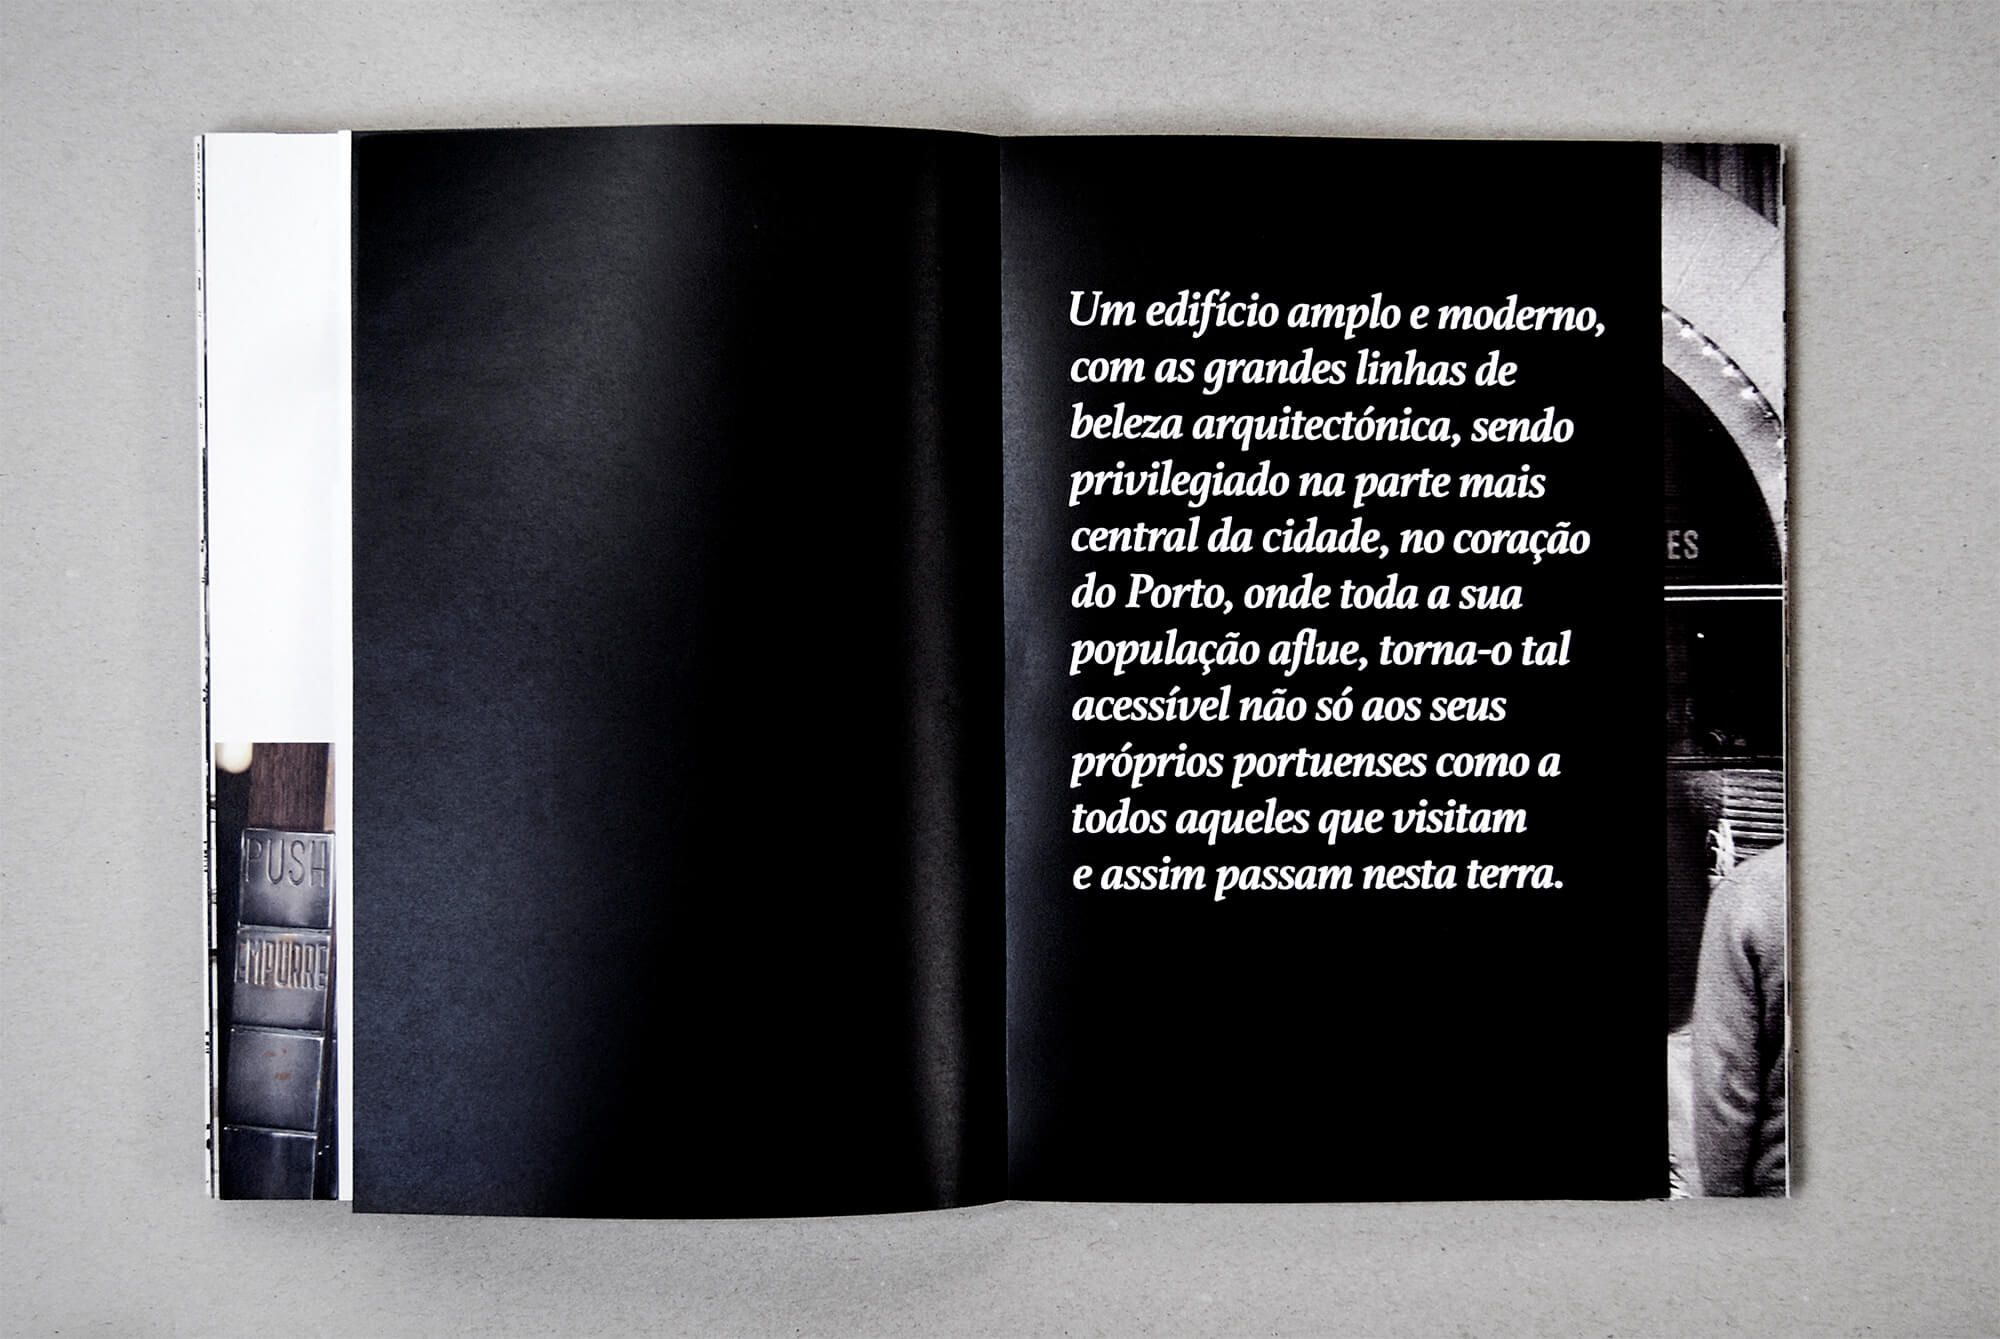 PUSH
EMPURRE
Um edifício amplo e moderno,
com as grandes linhas de
beleza arquitectónica, sendo
privilegiado na parte mais
central da cidade, no coração
do Porto, onde toda a sua
população aflue, torna-o tal
acessível não só aos seus
próprios portuenses como a
todos aqueles que visitam
e assim passam nesta terra.
ES